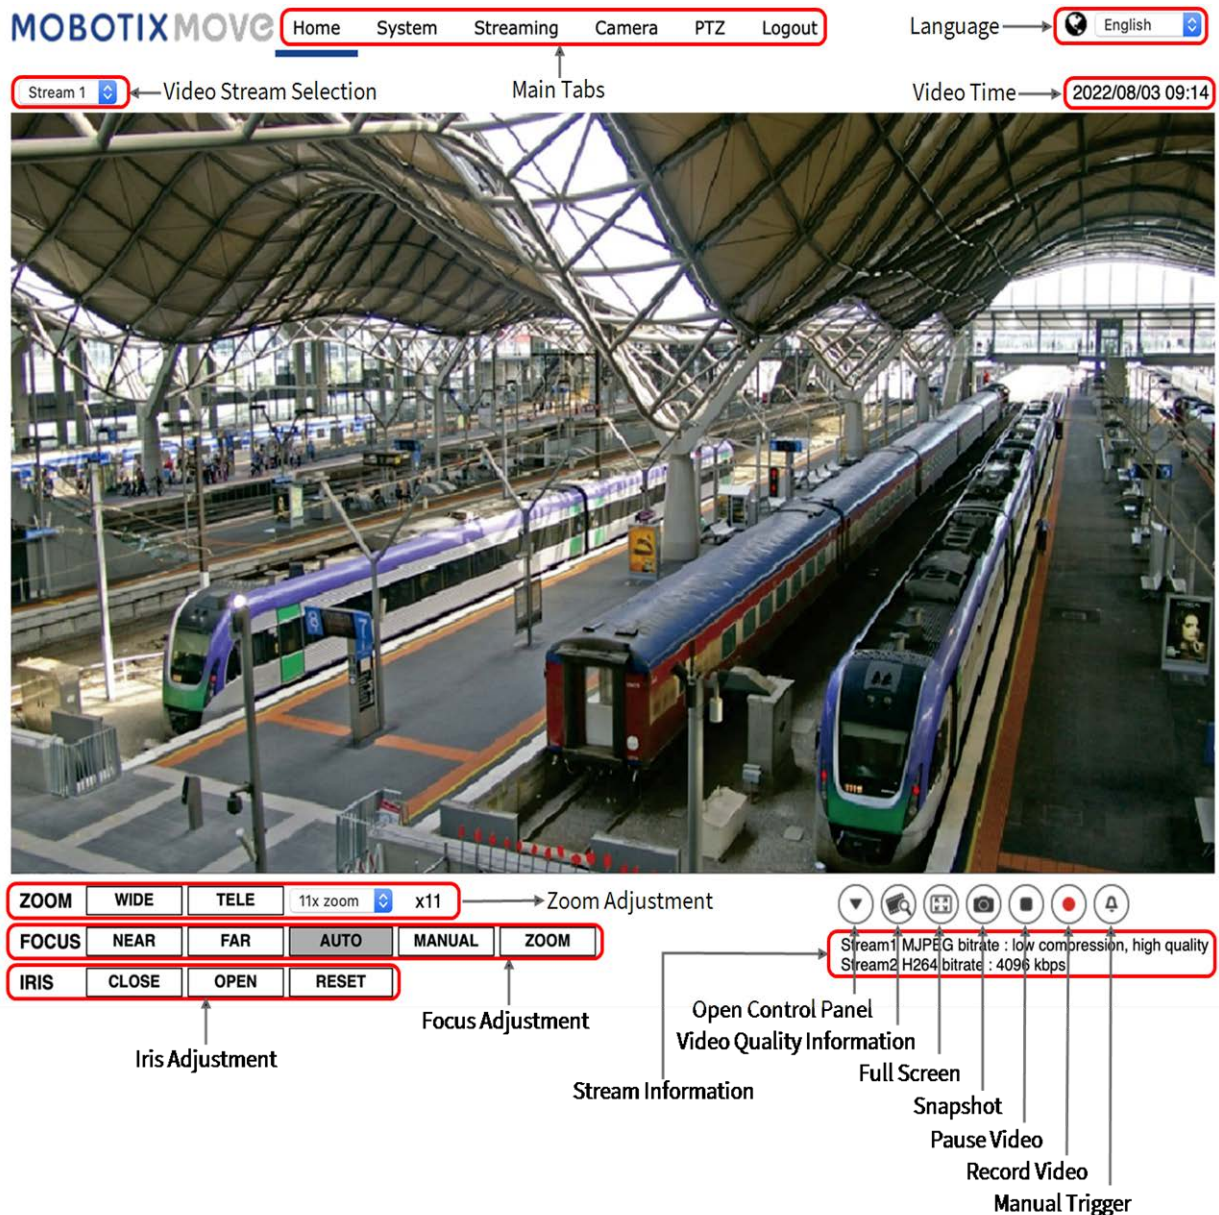 MOBOTIX MOVE Home System Streaming Camera PTZ Logout Language English
Stream 1 Video Stream Selection Main Tabs Video Time 2022/08/03 09:14
8 7
ZOOM WIDE TELE 11x zoom x11 Zoom Adjustment
FOCUS NEAR FAR AUTO MANUAL ZOOM
IRIS CLOSE OPEN RESET
Stream1 MJPEG bitrate : low compression, high quality
Stream2 H264 bitrate : 4096 kbps
Open Control Panel
Focus Adjustment
Video Quality Information
Iris Adjustment
Full Screen
Stream Information
Snapshot
Pause Video
Record Video
Manual Trigger